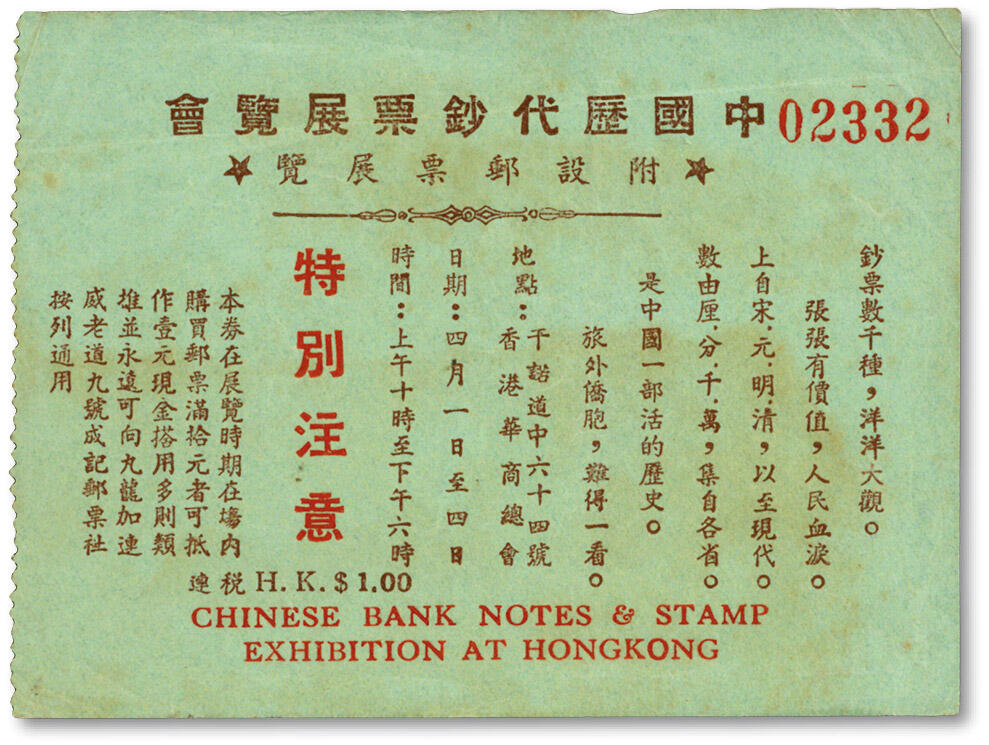 中國歷代鈔票展覽會
02332
★附設郵票展覽★
鈔票數千種，洋洋大觀。
張張有價值，人民血淚。
上自宋．元．明．清，以至現代。
數由厘．分．千．萬，集自各省。
是中國一部活的歷史。
旅外僑胞，難得一看。
地點：干諾道中六十四號
香港華商總會
日期：四月一日至四日
時間：上午十時至下午六時
特別注意
本券在展覽時期在塲內
購買郵票滿拾元者可抵
作壹元現金搭用多則類
推並永遠可向九龍加連
威老道九號成記郵票社
按列通用
連税 H. K. $ 1.00
CHINESE BANK NOTES & STAMP
EXHIBITION AT HONGKONG